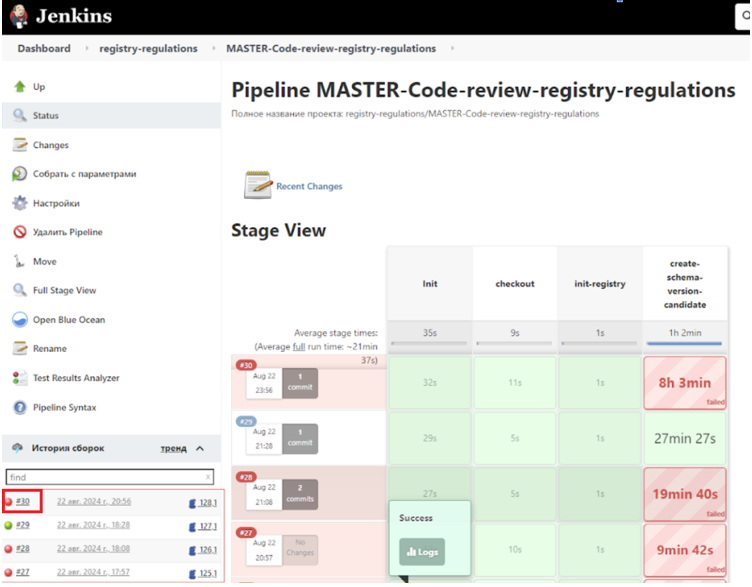 Jenkins
Dashboard
registry-regulations
MASTER-Code-review-registry-regulations
Up
Status
Changes
Собрать с параметрами
Настройки
Удалить Pipeline
Move
Full Stage View
Open Blue Ocean
Rename
Test Results Analyzer
Pipeline Syntax
История сборок
тренд
find
x
#30
22 авг. 2024 г., 20:56
128,1
#29
22 авг. 2024 г., 18:28
127,1
#28
22 авг. 2024 г., 18:08
126,1
#27
22 авг. 2024 г., 17:57
125,1
Pipeline MASTER-Code-review-registry-regulations
Полное название проекта: registry-regulations/MASTER-Code-review-registry-regulations
Recent Changes
Stage View
Init
checkout
init-registry
create-
schema-
version-
candidate
Average stage times:
(Average full run time: ~21min
37s)
35s
9s
1s
1h 2min
#30
Aug 22
23:56
1
commit
32s
11s
1s
8h 3min
failed
#29
Aug 22
21:28
1
commit
29s
5s
1s
27min 27s
#28
Aug 22
21:08
2
commits
27s
5s
1s
19min 40s
failed
#27
Aug 22
20:57
No
Changes
10s
1s
9min 42s
failed
Success
Logs